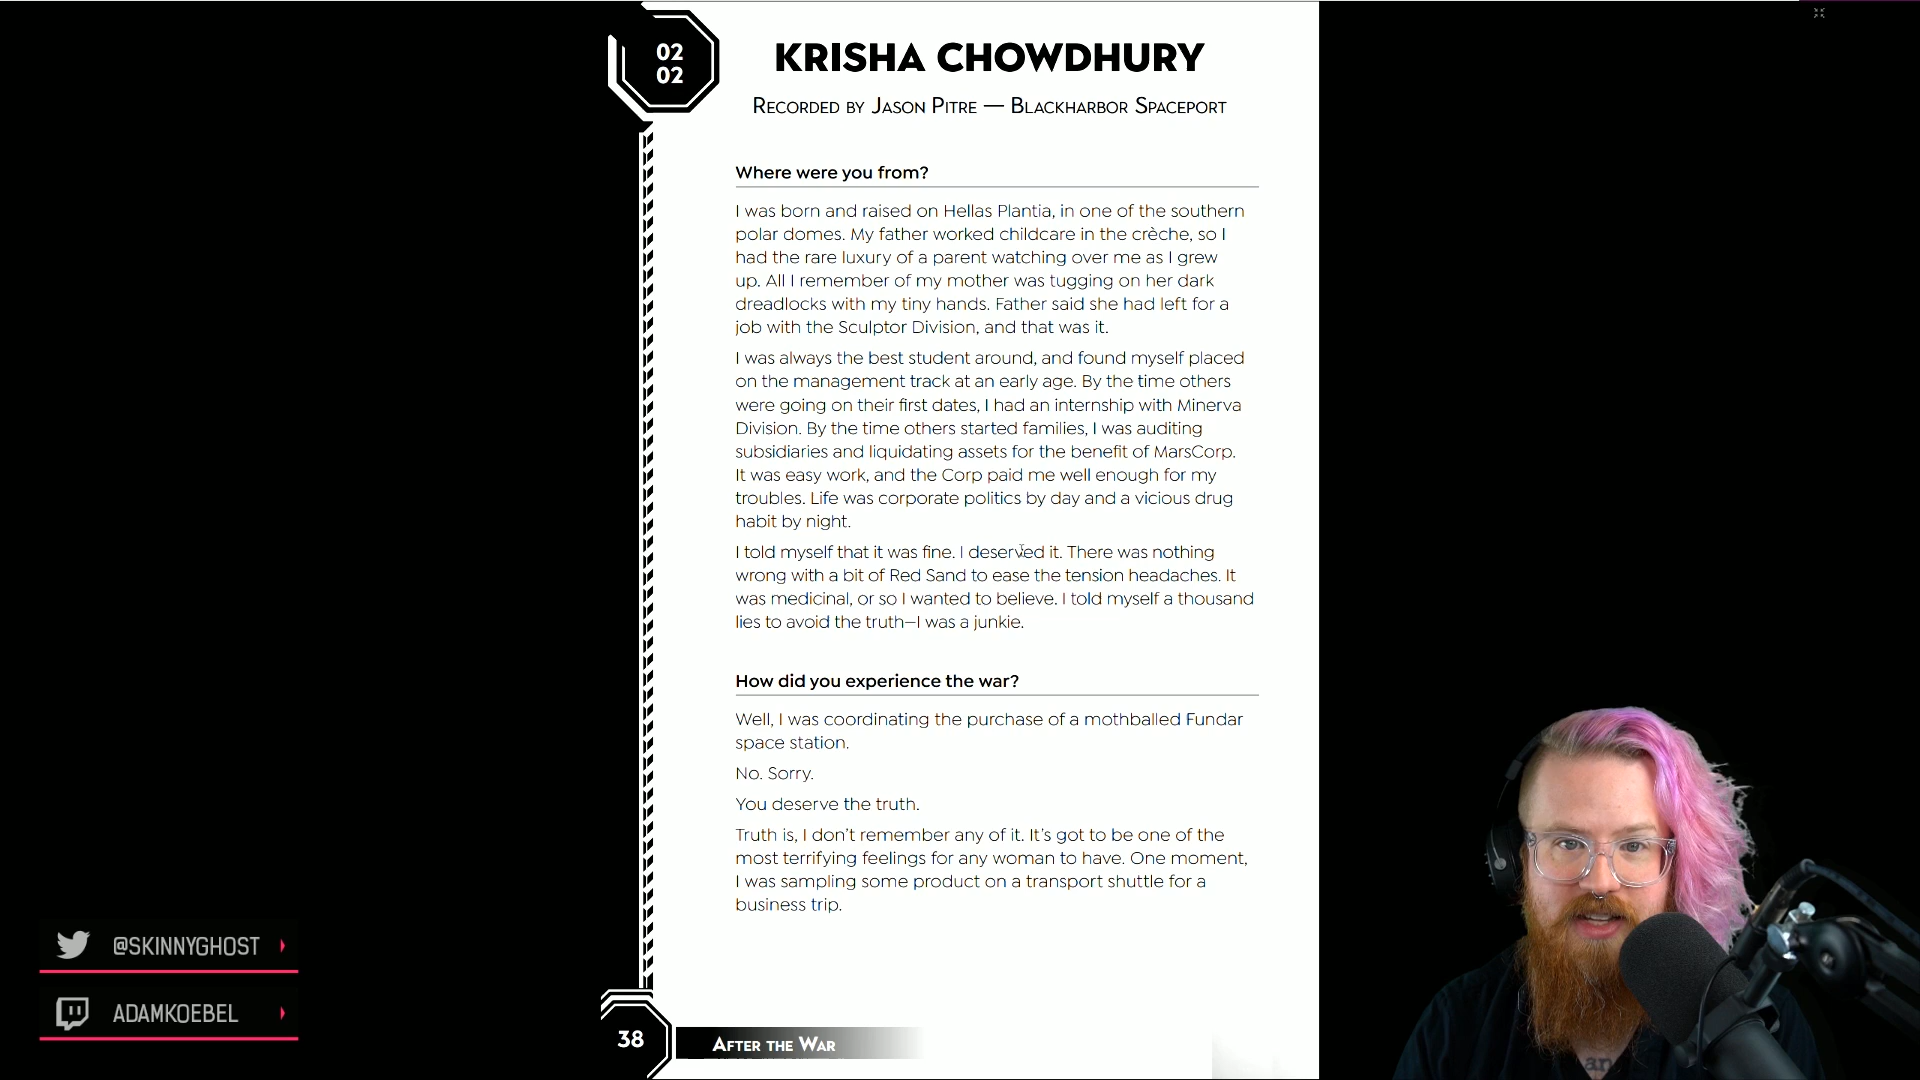 02
02
KRISHA CHOWDHURY
RECORDED BY JASON PITRE — BLACKHARBOR SPACEPORT
Where were you from?
I was born and raised on Hellas Plantia, in one of the southern
polar domes. My father worked childcare in the crèche, so I
had the rare luxury of a parent watching over me as I grew
up. All I remember of my mother was tugging on her dark
dreadlocks with my tiny hands. Father said she had left for a
job with the Sculptor Division, and that was it.
I was always the best student around, and found myself placed
on the management track at an early age. By the time others
were going on their first dates, I had an internship with Minerva
Division. By the time others started families, I was auditing
subsidiaries and liquidating assets for the benefit of MarsCorp.
It was easy work, and the Corp paid me well enough for my
troubles. Life was corporate politics by day and a vicious drug
habit by night.
I told myself that it was fine. I deserved it. There was nothing
wrong with a bit of Red Sand to ease the tension headaches. It
was medicinal, or so I wanted to believe. I told myself a thousand
lies to avoid the truth—I was a junkie.
How did you experience the war?
Well, I was coordinating the purchase of a mothballed Fundar
space station.
No. Sorry.
You deserve the truth.
Truth is, I don't remember any of it. It's got to be one of the
most terrifying feelings for any woman to have. One moment,
I was sampling some product on a transport shuttle for a
business trip.
38
AFTER THE WAR
@SKINNYGHOST
ADAMKOEBEL